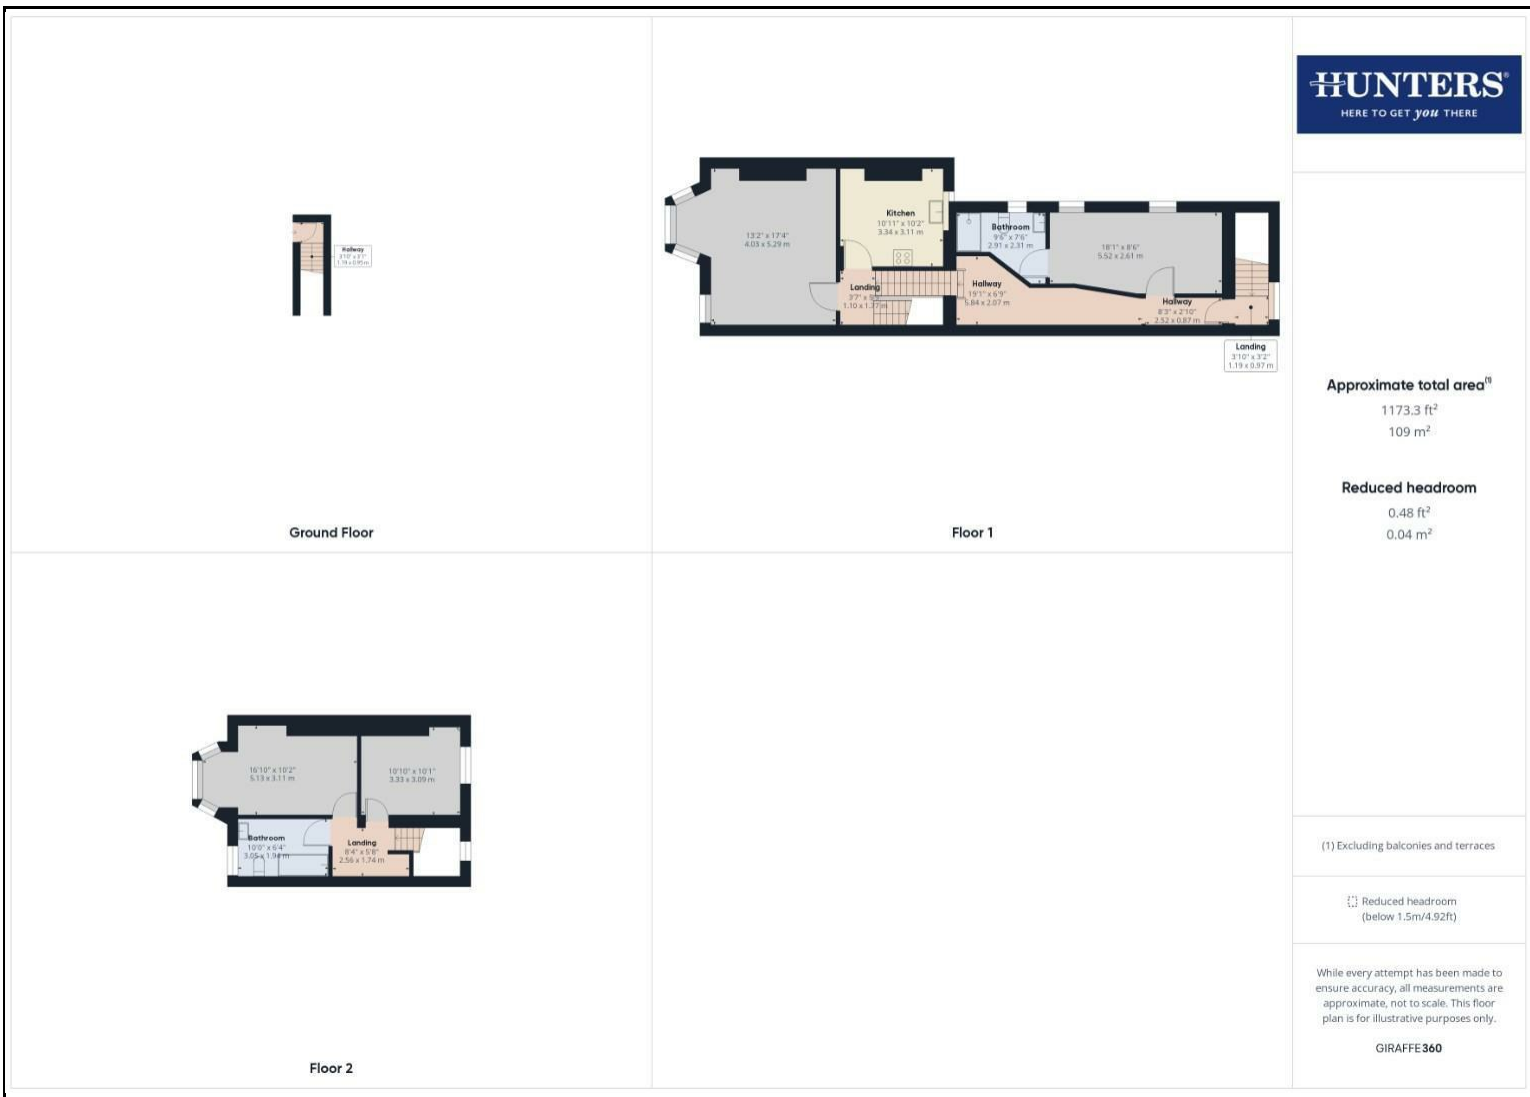 Hallway
3'10" x 3'1"
1.19 x 0.95 m
Ground Floor
13'2" x 17'4"
4.03 x 5.29 m
Kitchen
10'11" x 10'2"
3.34 x 3.11 m
Landing
3'7" x
1.10 x
Bathroom
9'6" x 7'6"
2.91 x 2.31 m
18'1" x 8'6"
5.52 x 2.61 m
Hallway
19'1" x 6'9"
5.84 x 2.07 m
Hallway
8'3" x 2'10"
2.52 x 0.87 m
Landing
3'10" x 3'2"
1.19 x 0.97 m
Floor 1
16'10" x 10'2"
5.13 x 3.11 m
10'10" x 10'1"
3.33 x 3.09 m
Bathroom
10'0" x 6'4"
3.05 x 1.94 m
Landing
8'4" x 5'8"
2.56 x 1.74 m
Floor 2
HUNTERS®
HERE TO GET you THERE
Approximate total area(1)
1173.3 ft²
109 m²
Reduced headroom
0.48 ft²
0.04 m²
(1) Excluding balconies and terraces
Reduced headroom
(below 1.5m/4.92ft)
While every attempt has been made to
ensure accuracy, all measurements are
approximate, not to scale. This floor
plan is for illustrative purposes only.
GIRAFFE360